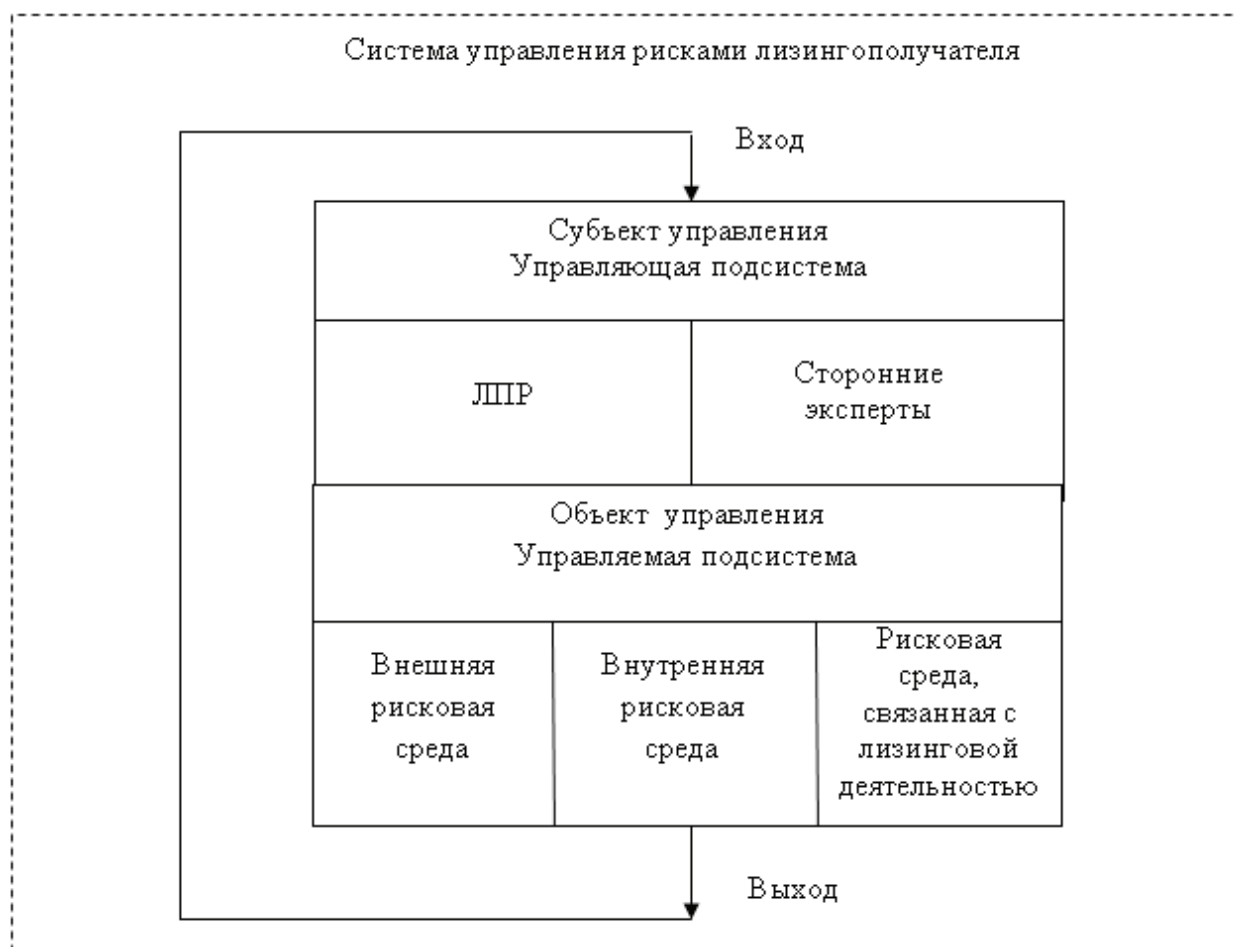 Система управления рисками лизингополучателя
Вход
Субъект управления
Управляющая подсистема
ЛПР
Сторонние
эксперты
Объект управления
Управляемая подсистема
Внешняя
рисковая
среда
Внутренняя
рисковая
среда
Рисковая
среда,
связанная с
лизинговой
деятельностью
Выход